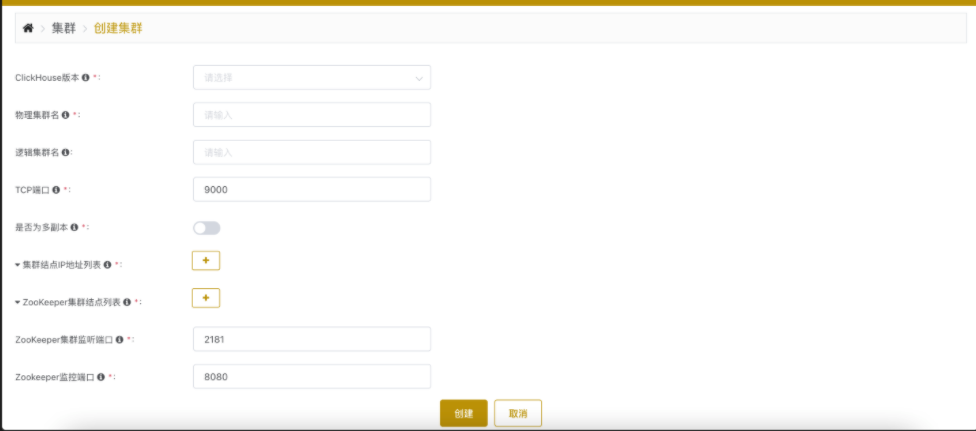 集群 > 创建集群
ClickHouse版本 *: 请选择
物理集群名 *: 请输入
逻辑集群名 : 请输入
TCP端口 *: 9000
是否为多副本 *:
集群结点IP地址列表 *: +
ZooKeeper集群结点列表 *: +
ZooKeeper集群监听端口 *: 2181
Zookeeper监控端口 *: 8080
创建 取消